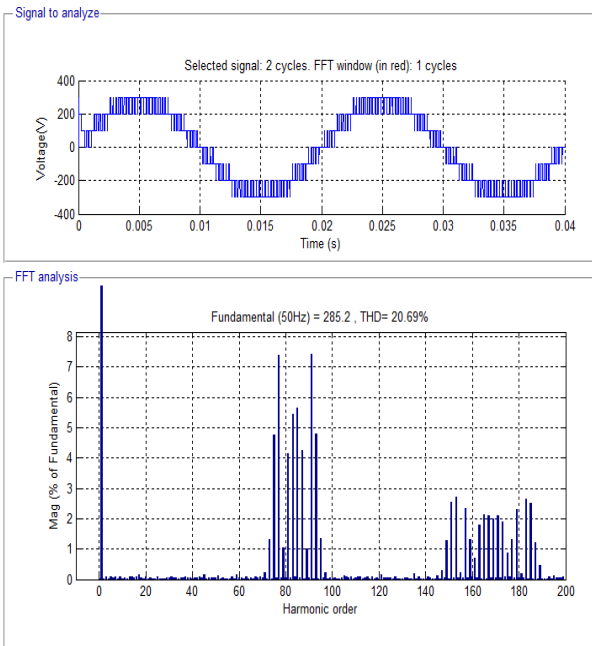 Signal to analyze
Selected signal: 2 cycles. FFT window (in red): 1 cycles
400
200
0
-200
-400
Voltage(V)
0 0.005 0.01 0.015 0.02 0.025 0.03 0.035 0.04
Time (s)
FFT analysis
Fundamental (50Hz) = 285.2 , THD= 20.69%
8
7
6
5
4
3
2
1
0
Mag (% of Fundamental)
0 20 40 60 80 100 120 140 160 180 200
Harmonic order